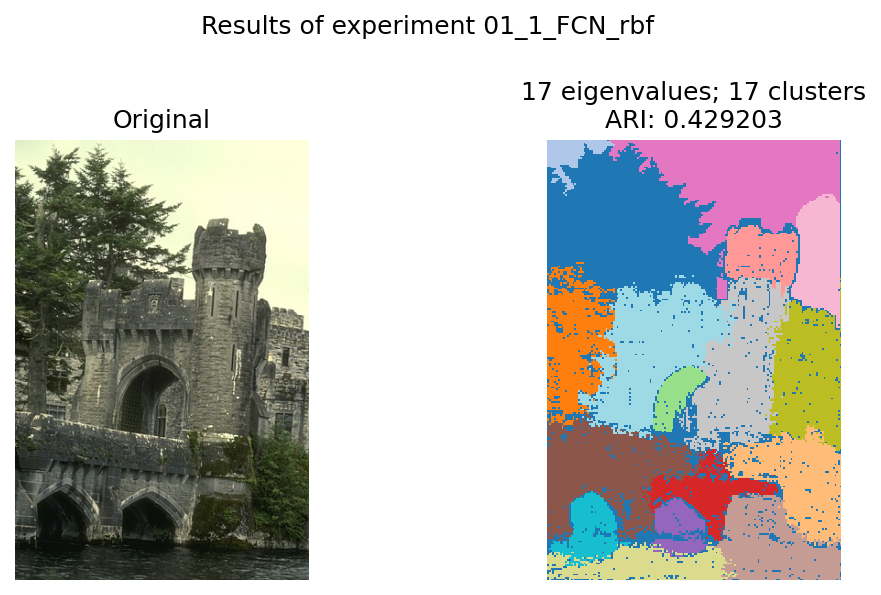 Results of experiment 01_1_FCN_rbf
Original
17 eigenvalues; 17 clusters
ARI: 0.429203